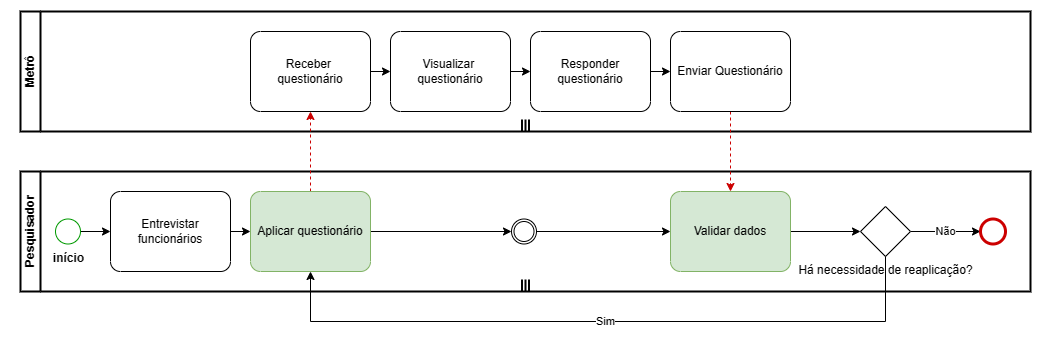 Metrô
Receber
questionário
Visualizar
questionário
Responder
questionário
Enviar Questionário
Pesquisador
início
Entrevistar
funcionários
Aplicar questionário
Validar dados
Não
Há necessidade de reaplicação?
Sim